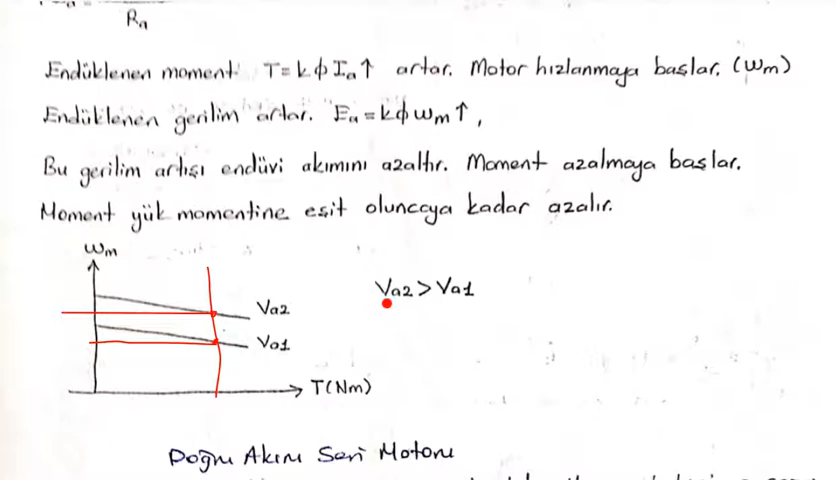 Ra
Endüklenen moment T = kϕIa↑ artar. Motor hızlanmaya başlar. (ωm)
Endüklenen gerilim artar. Ea = kϕωm↑,
Bu gerilim artışı endüvi akımını azaltır. Moment azalmaya başlar.
Moment yük momentine eşit oluncaya kadar azalır.
ωm
Va2 > Va1
Va2
Va1
T(Nm)
Doğru Akım Seri Motoru